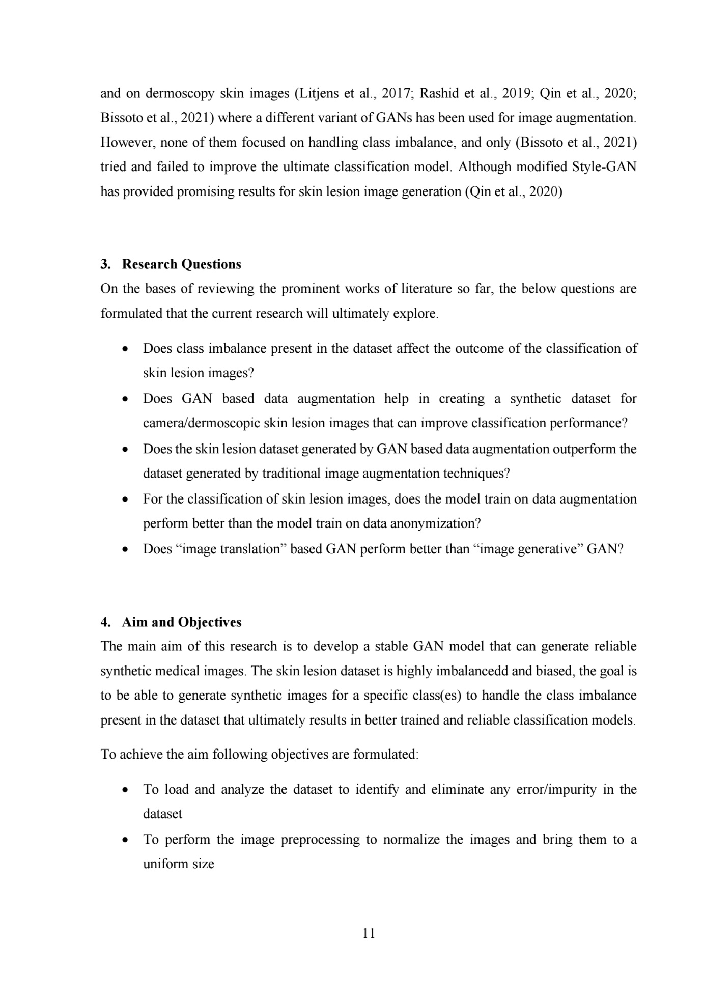 and on dermoscopy skin images (Litjens et al., 2017; Rashid et al., 2019; Qin et al., 2020;
Bissoto et al., 2021) where a different variant of GANs has been used for image augmentation.
However, none of them focused on handling class imbalance, and only (Bissoto et al., 2021)
tried and failed to improve the ultimate classification model. Although modified Style-GAN
has provided promising results for skin lesion image generation (Qin et al., 2020)
3. Research Questions
On the bases of reviewing the prominent works of literature so far, the below questions are
formulated that the current research will ultimately explore.
• Does class imbalance present in the dataset affect the outcome of the classification of
skin lesion images?
• Does GAN based data augmentation help in creating a synthetic dataset for
camera/dermoscopic skin lesion images that can improve classification performance?
• Does the skin lesion dataset generated by GAN based data augmentation outperform the
dataset generated by traditional image augmentation techniques?
• For the classification of skin lesion images, does the model train on data augmentation
perform better than the model train on data anonymization?
• Does “image translation” based GAN perform better than “image generative” GAN?
4. Aim and Objectives
The main aim of this research is to develop a stable GAN model that can generate reliable
synthetic medical images. The skin lesion dataset is highly imbalancedd and biased, the goal is
to be able to generate synthetic images for a specific class(es) to handle the class imbalance
present in the dataset that ultimately results in better trained and reliable classification models.
To achieve the aim following objectives are formulated:
• To load and analyze the dataset to identify and eliminate any error/impurity in the
dataset
• To perform the image preprocessing to normalize the images and bring them to a
uniform size
11